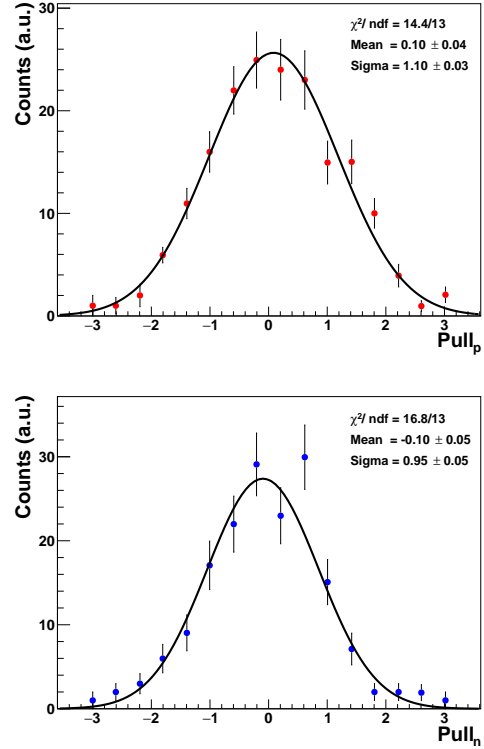 Counts (a.u.)
30
20
10
0
χ²/ ndf = 14.4/13
Mean = 0.10 ± 0.04
Sigma = 1.10 ± 0.03
−3 −2 −1 0 1 2 3
Pullₚ
Counts (a.u.)
30
20
10
0
χ²/ ndf = 16.8/13
Mean = -0.10 ± 0.05
Sigma = 0.95 ± 0.05
−3 −2 −1 0 1 2 3
Pullₙ